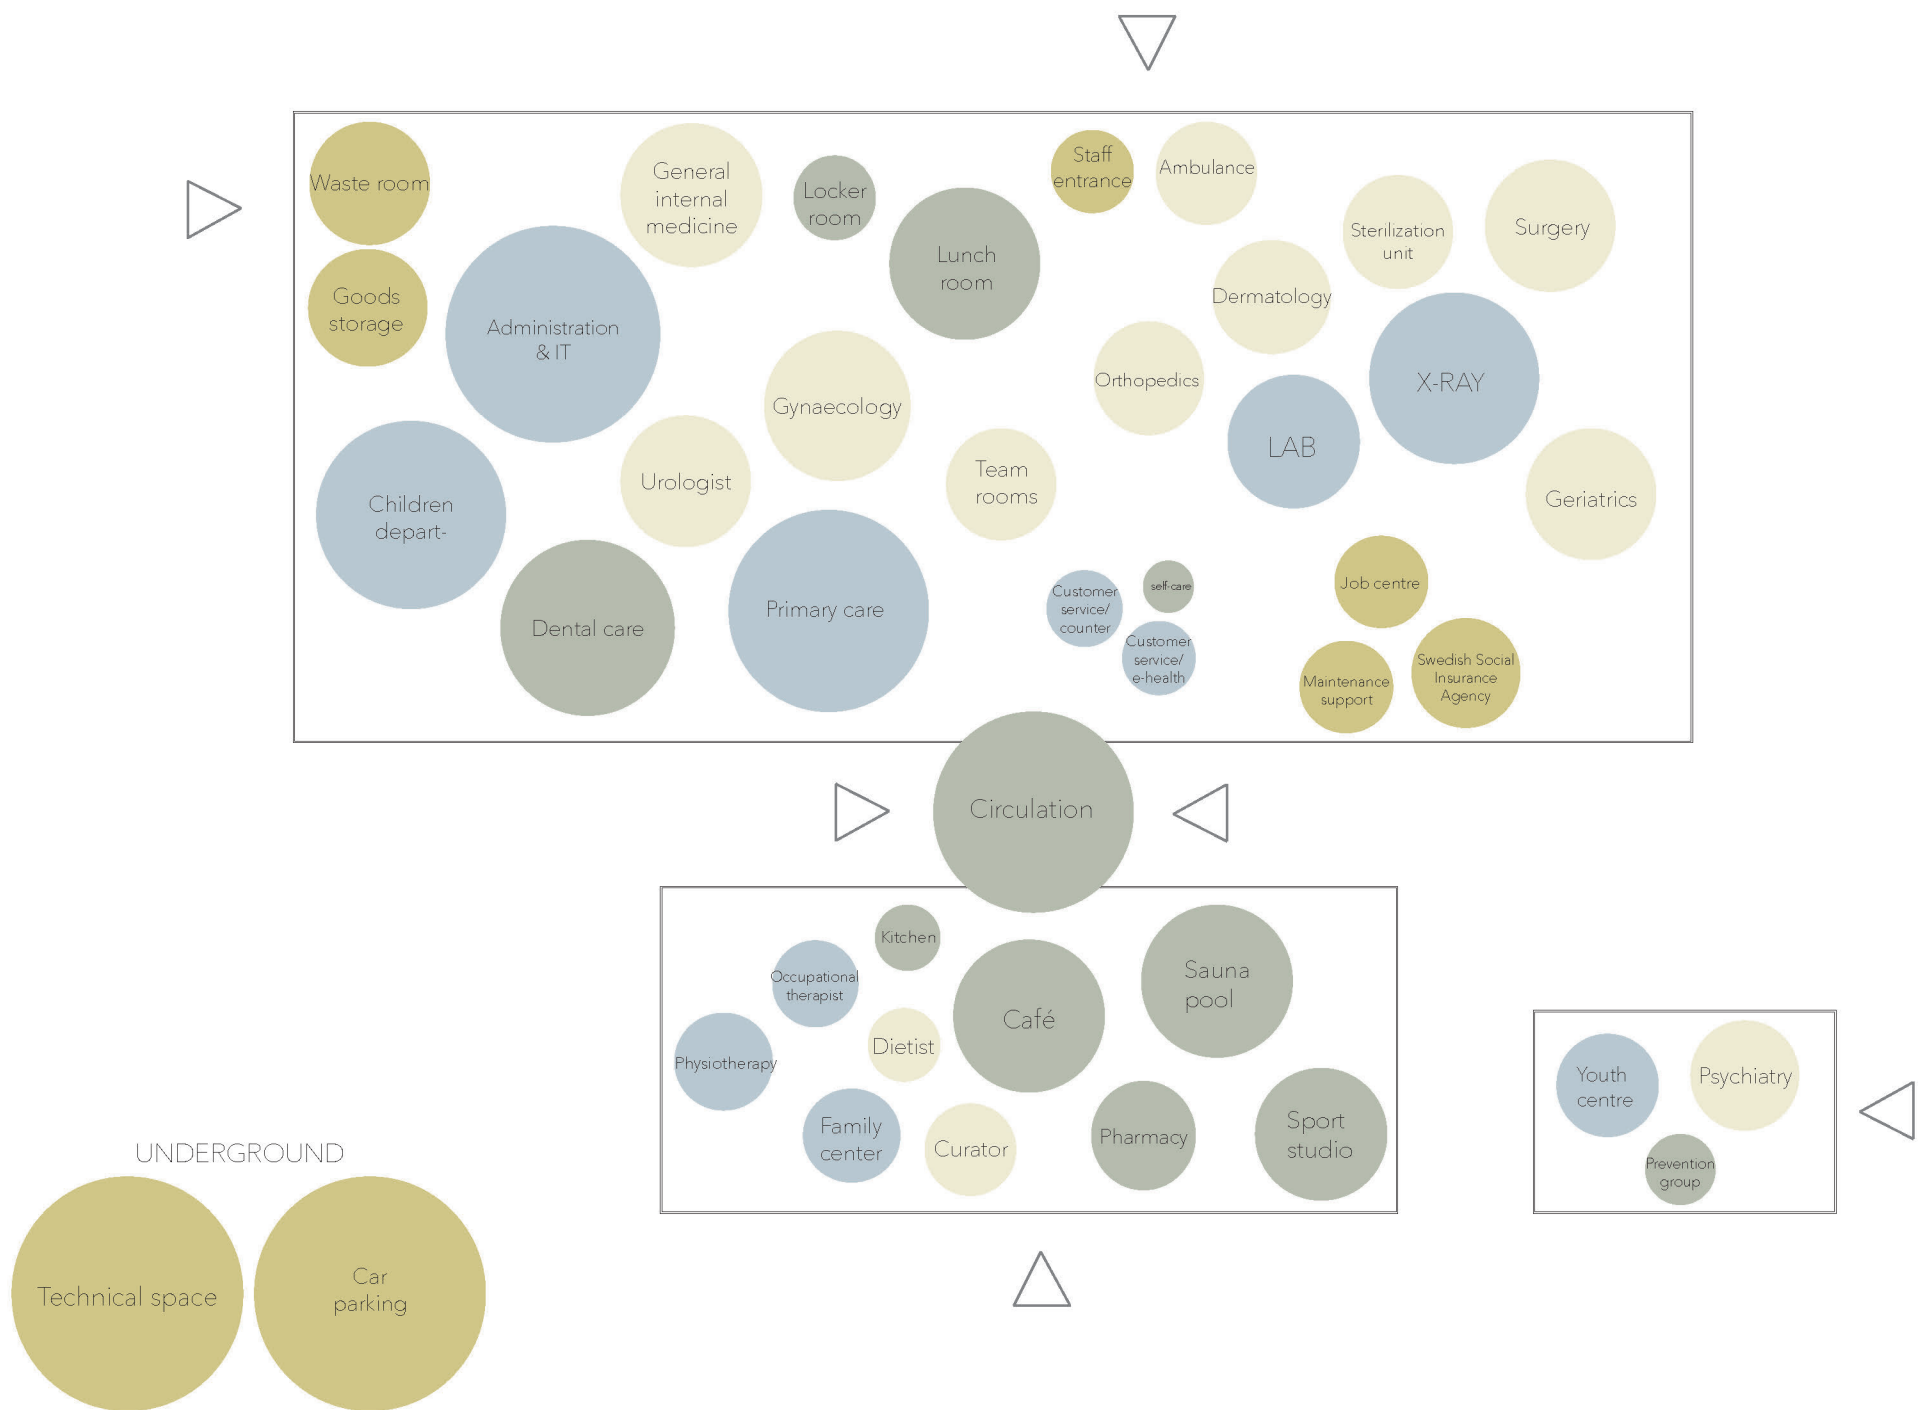 Waste room
General
internal
medicine
Locker
room
Staff
entrance
Ambulance
Sterilization
unit
Surgery
Lunch
room
Goods
storage
Administration
& IT
Dermatology
Orthopedics
X-RAY
Gynaecology
LAB
Children
depart-
Urologist
Team
rooms
Geriatrics
Dental care
Primary care
Customer
service/
counter
self-care
Customer
service/
e-health
Job centre
Maintenance
support
Swedish Social
Insurance
Agency
Circulation
Kitchen
Occupational
therapist
Sauna
pool
Physiotherapy
Dietist
Café
Family
center
Curator
Pharmacy
Sport
studio
Youth
centre
Psychiatry
Prevention
group
UNDERGROUND
Technical space
Car
parking